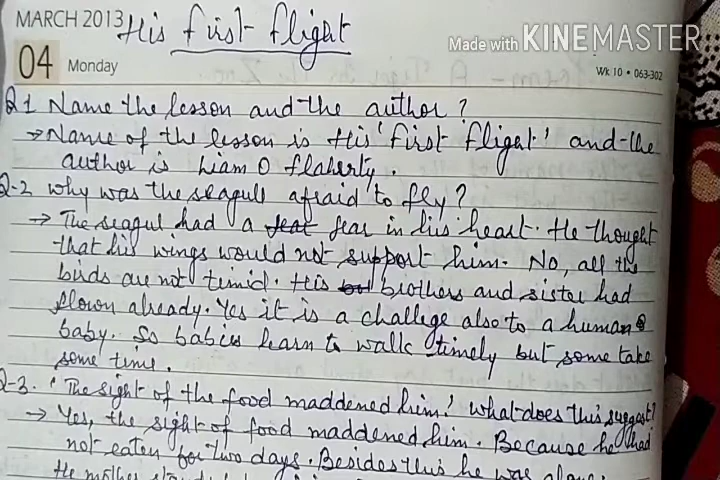 MARCH 2013
His first flight
Made with KINEMASTER
04 Monday
Wk 10 • 063-302
Q1 Name the lesson and the author ?
→ Name of the lesson is His 'first flight' and the
author is Liam O flaherty.
Q-2 why was the seagull afraid to fly ?
→ The seagul had a feat fear in his heart. He thought
that his wings would not support him. No, all the
birds are not timid. His brothers and sister had
flown already. Yes it is a challege also to a human
baby. So babies learn to walk timely but some take
some time.
Q-3. 'The sight of the food maddened him.' what does this suggest?
→ Yes, the sight of food maddened him. Because he had
not eaten for two days. Besides this he was alone.
He mother